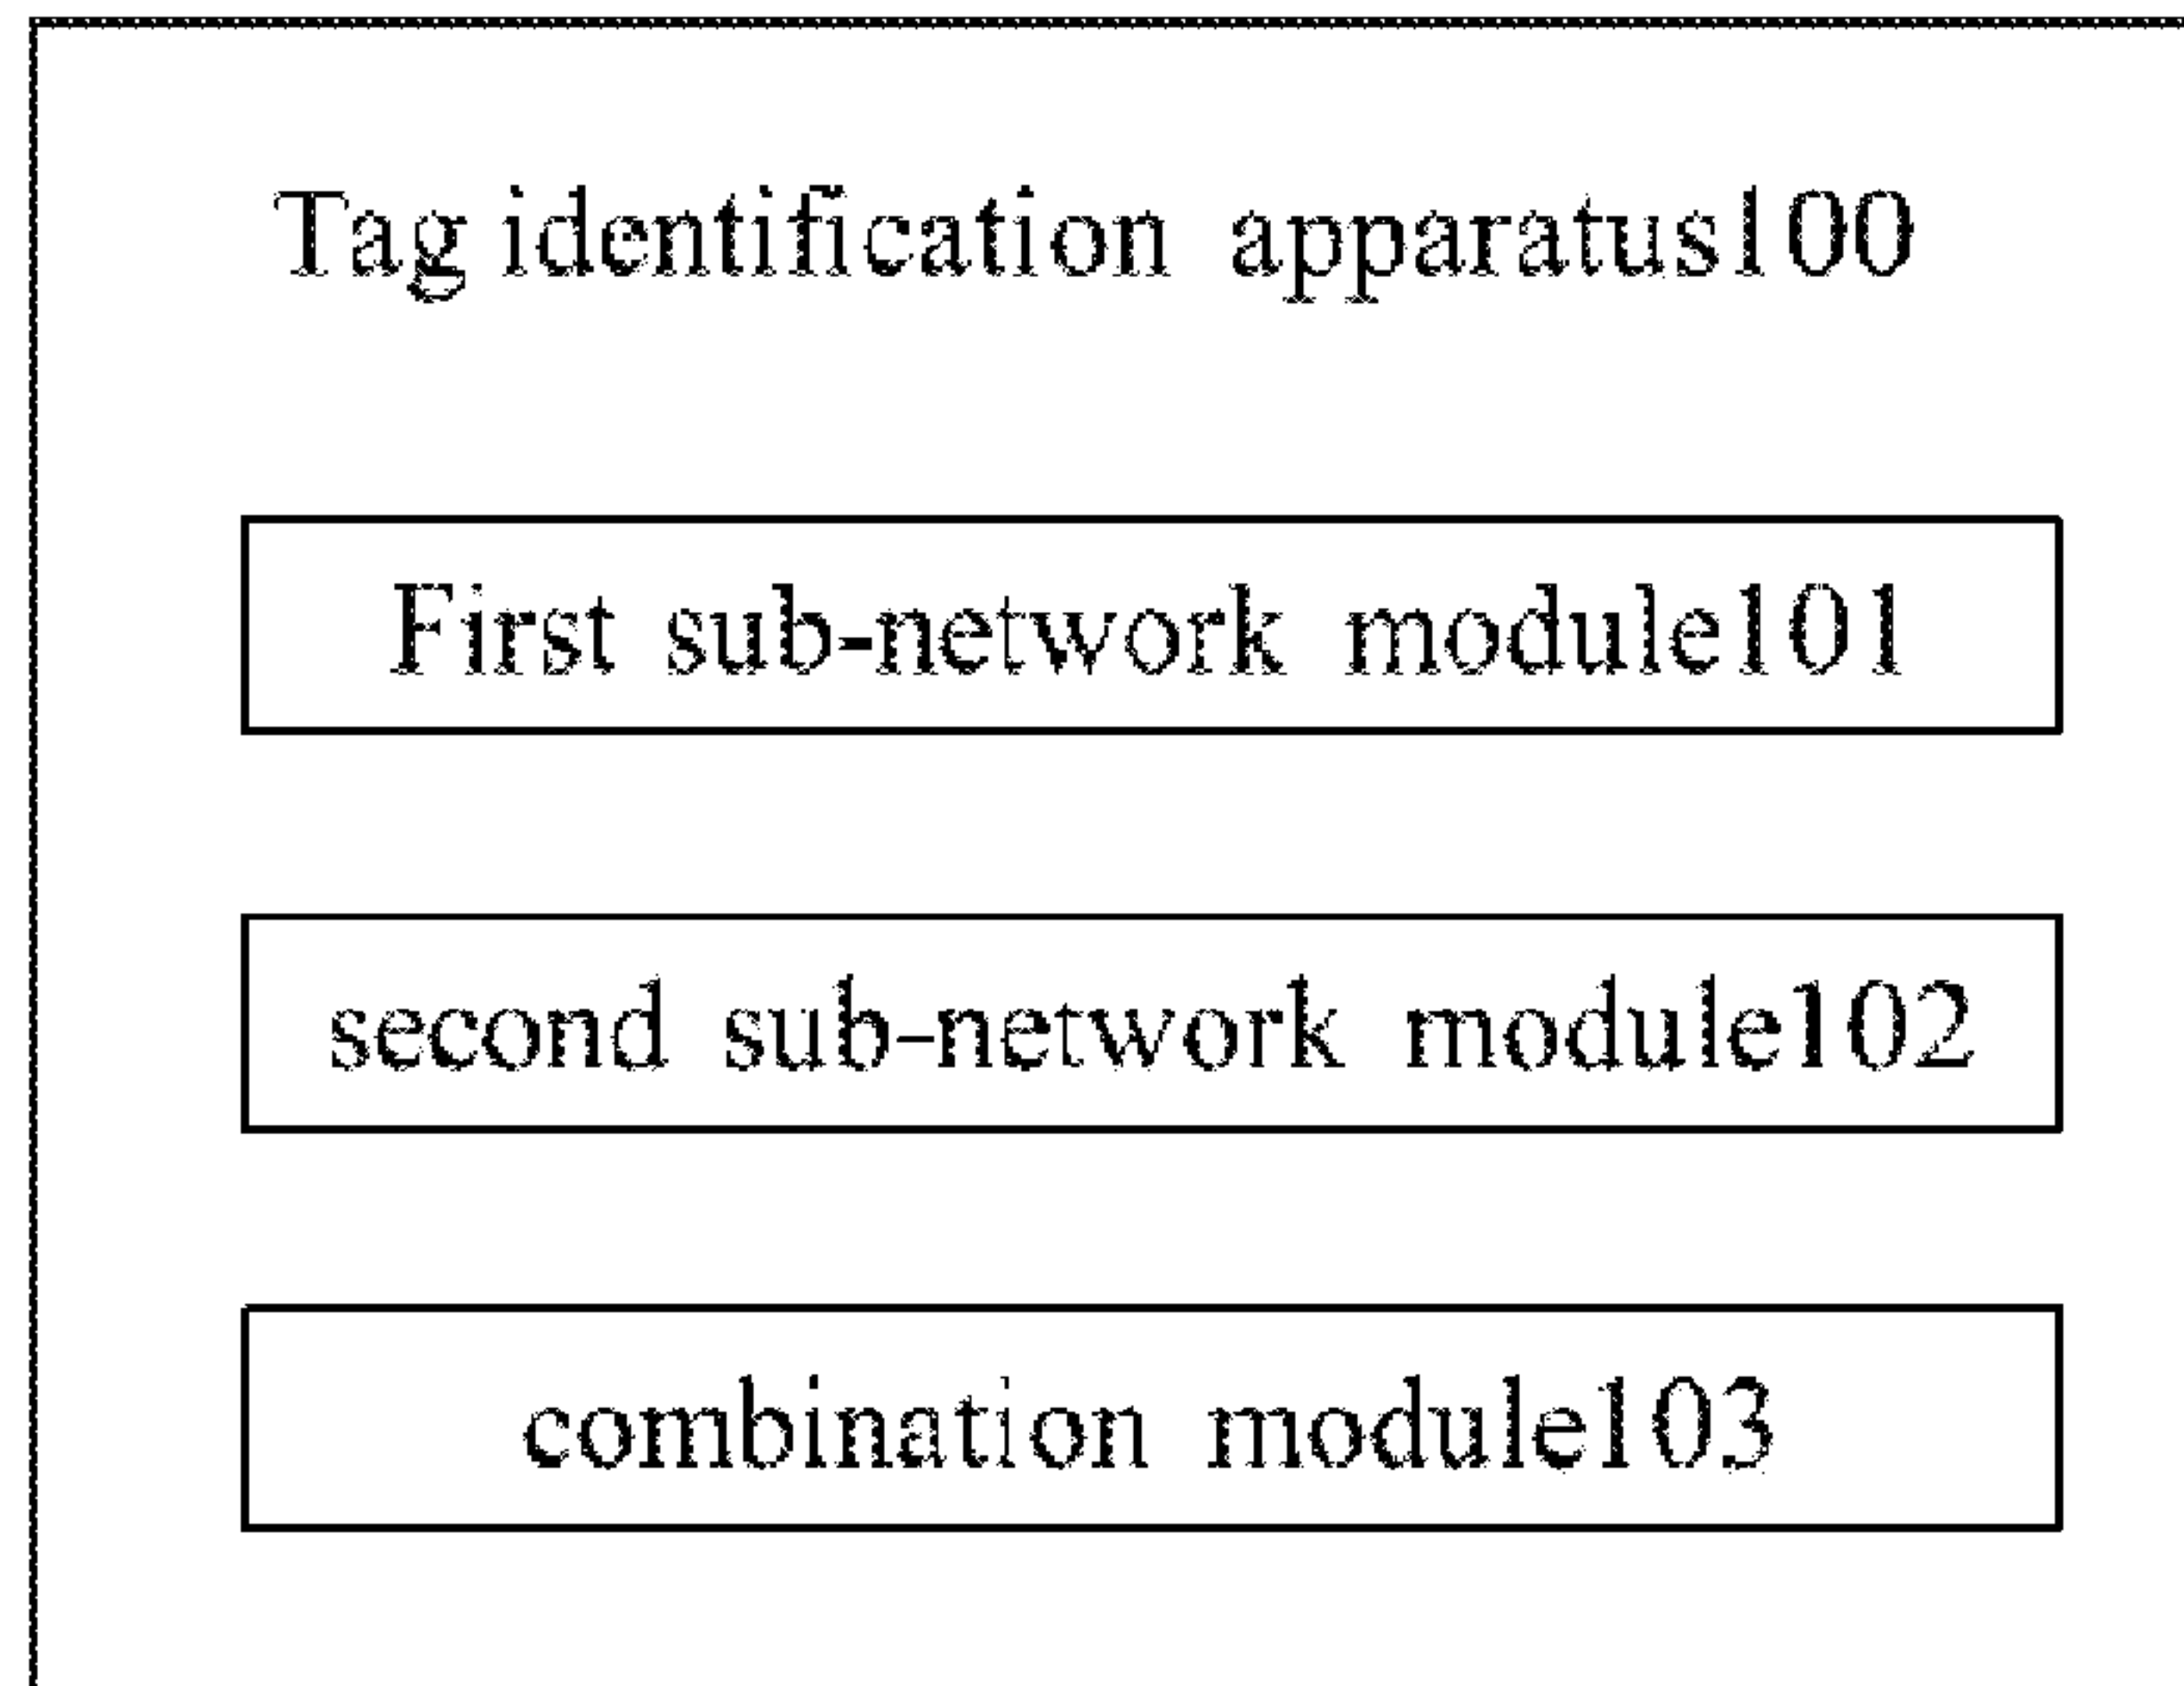 Tag identification apparatus100
First sub-network module101
second sub-network module102
combination module103